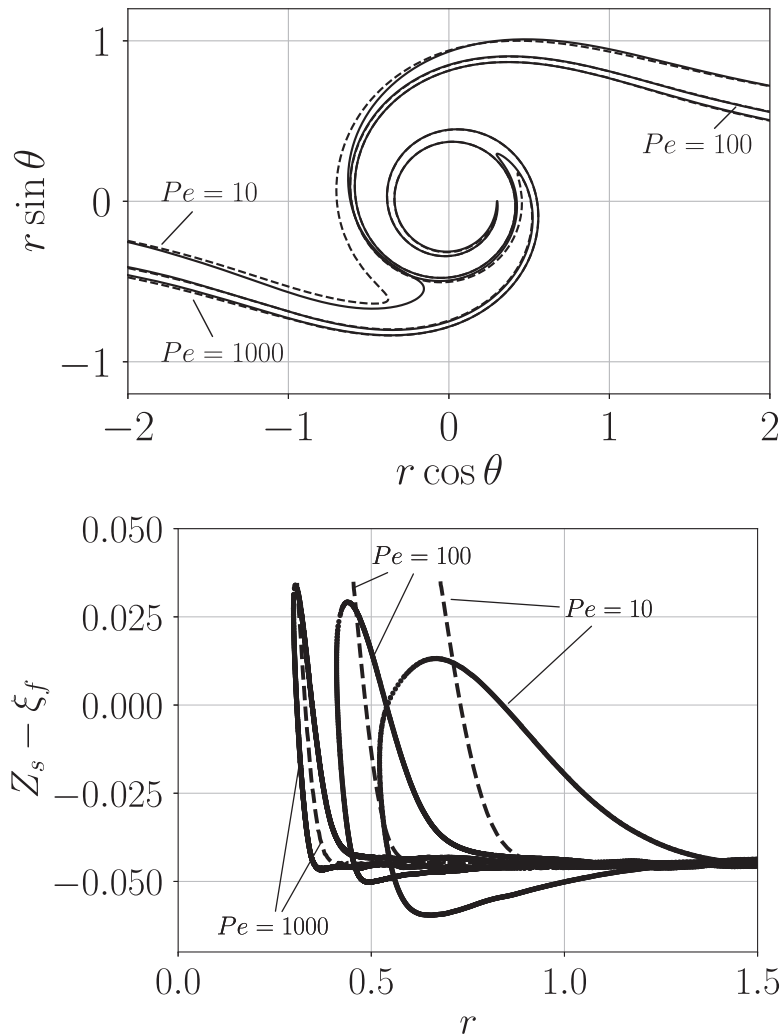 1
Pe = 10
Pe = 100
r sin θ
0
Pe = 1000
−1
−2
−1
0
1
2
r cos θ
0.050
Pe = 100
0.025
Pe = 10
0.000
Z_s − ξ_f
−0.025
−0.050
Pe = 1000
0.0
0.5
1.0
1.5
r